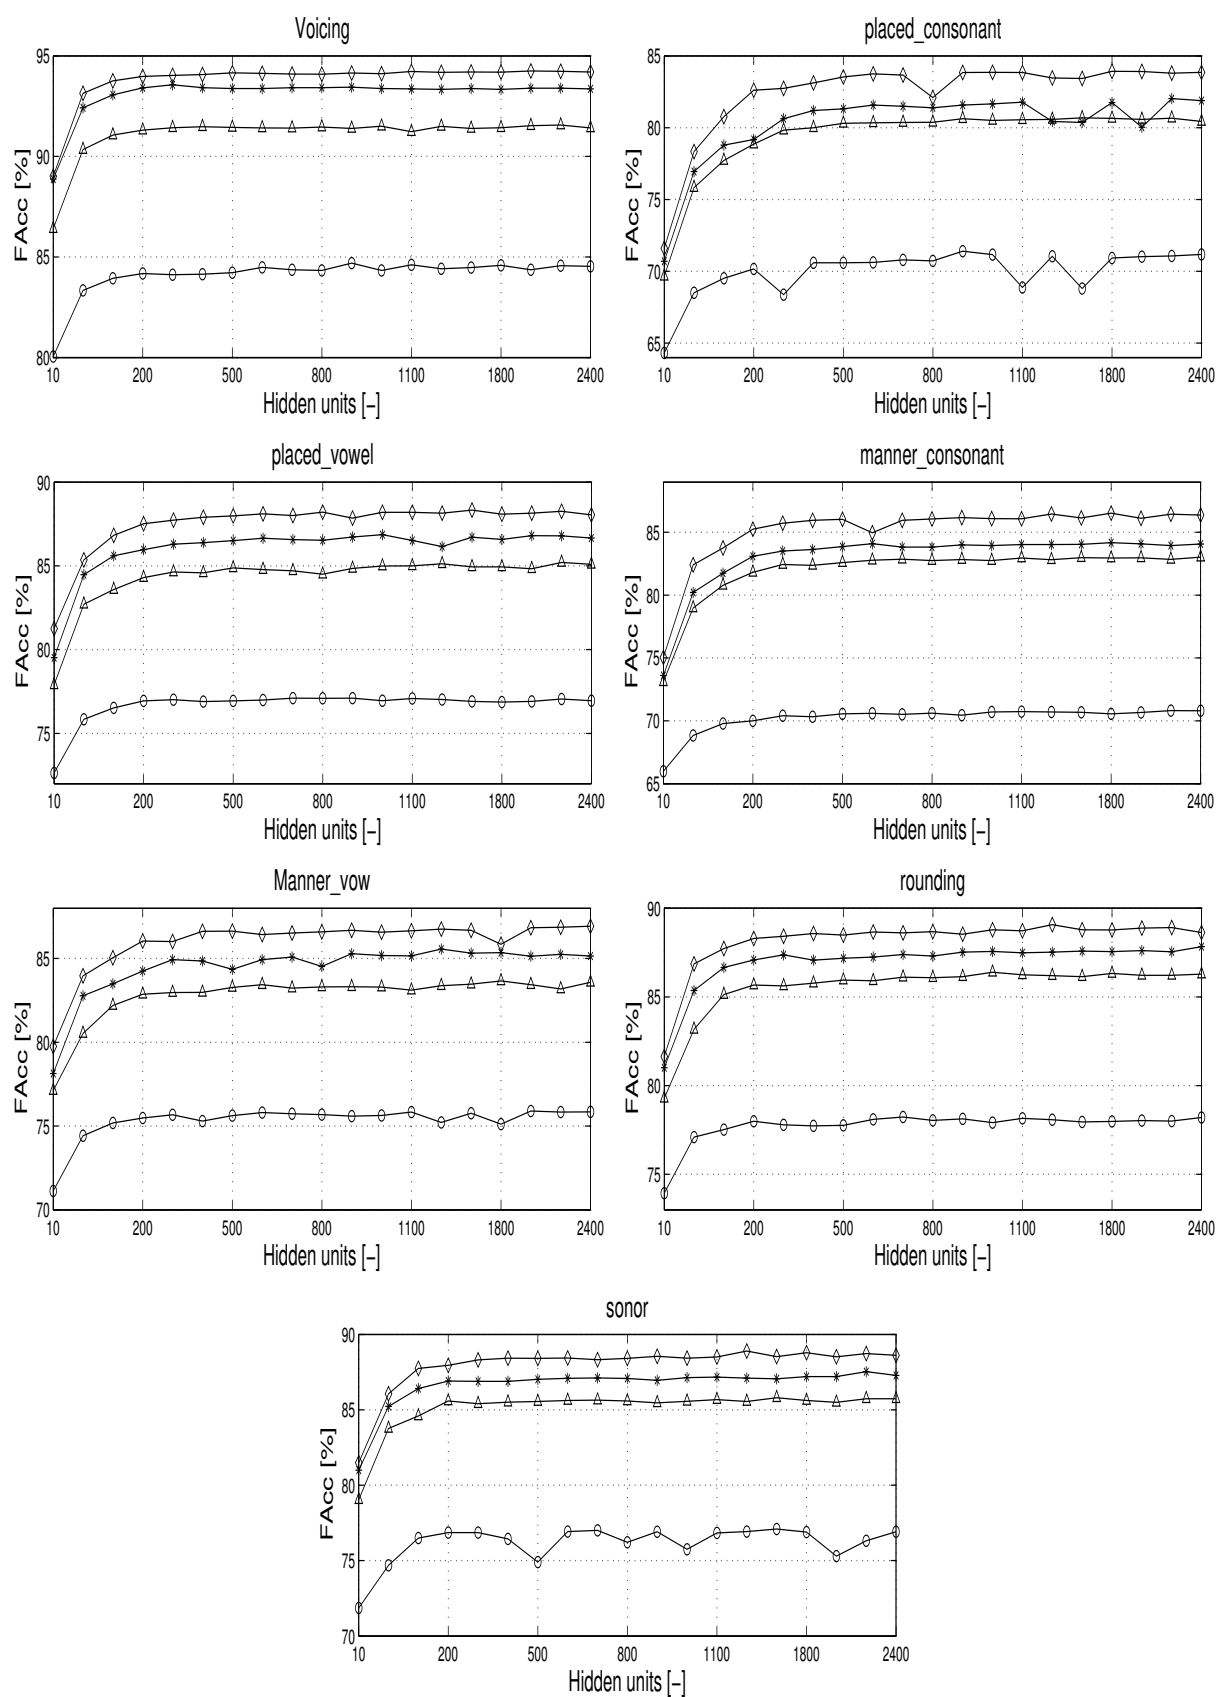 Voicing
FAcc [%]
95
90
85
80
10 200 500 800 1100 1800 2400
Hidden units [−]
placed_consonant
FAcc [%]
85
80
75
70
65
10 200 500 800 1100 1800 2400
Hidden units [−]
placed_vowel
FAcc [%]
90
85
80
75
10 200 500 800 1100 1800 2400
Hidden units [−]
manner_consonant
FAcc [%]
85
80
75
70
65
10 200 500 800 1100 1800 2400
Hidden units [−]
Manner_vow
FAcc [%]
85
80
75
70
10 200 500 800 1100 1800 2400
Hidden units [−]
rounding
FAcc [%]
90
85
80
75
10 200 500 800 1100 1800 2400
Hidden units [−]
sonor
FAcc [%]
90
85
80
75
70
10 200 500 800 1100 1800 2400
Hidden units [−]